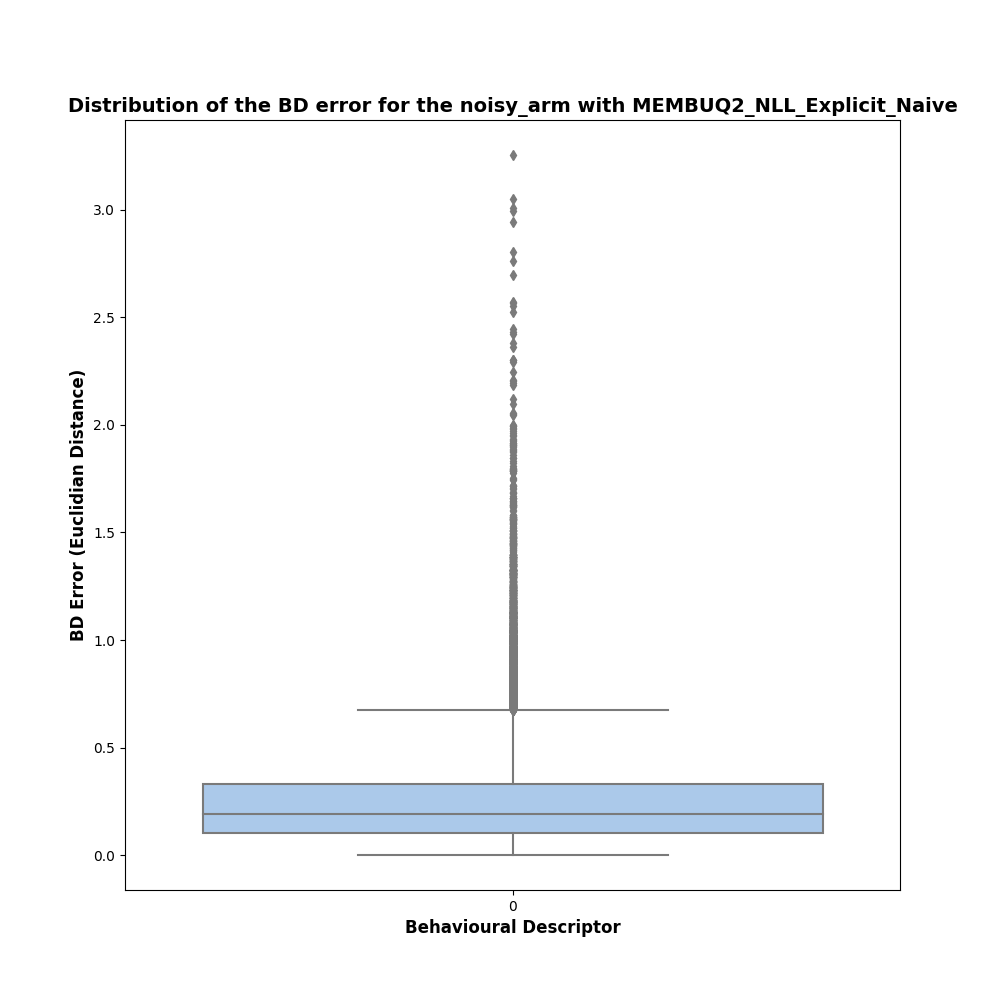 Distribution of the BD error for the noisy_arm with MEMBUQ2_NLL_Explicit_Naive
3.0
2.5
2.0
1.5
1.0
0.5
0.0
BD Error (Euclidian Distance)
0
Behavioural Descriptor